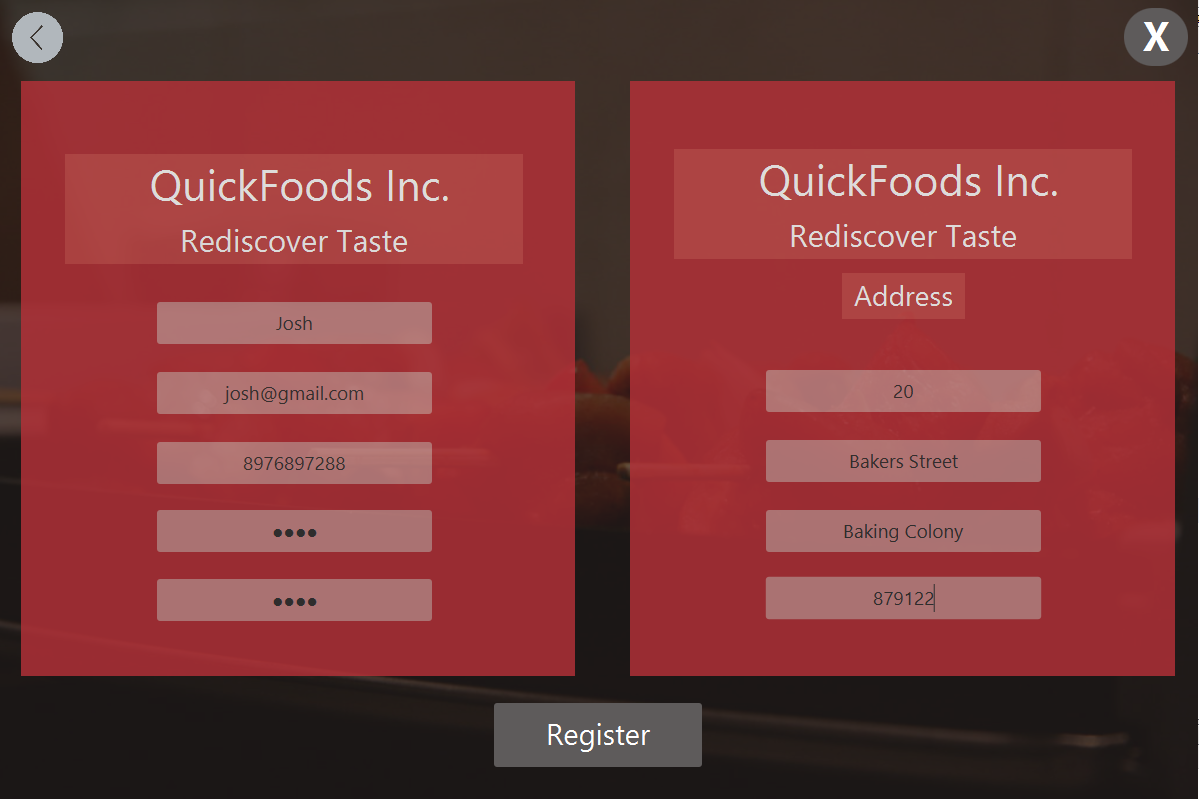 X
QuickFoods Inc.
Rediscover Taste
Josh
josh@gmail.com
8976897288
••••
••••
QuickFoods Inc.
Rediscover Taste
Address
20
Bakers Street
Baking Colony
879122
Register